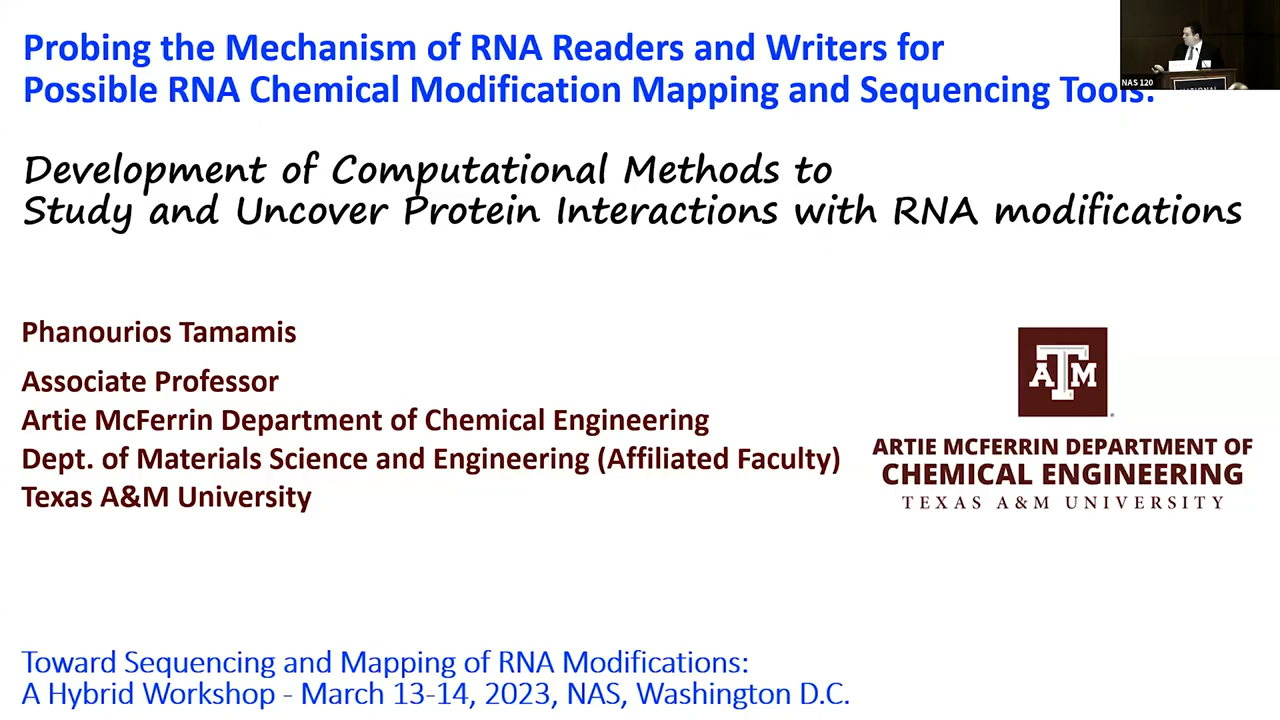 Probing the Mechanism of RNA Readers and Writers for
Possible RNA Chemical Modification Mapping and Sequencing Tools:
NAS 120
NATIONAL
Development of Computational Methods to
Study and Uncover Protein Interactions with RNA modifications
Phanourios Tamamis
Associate Professor
Artie McFerrin Department of Chemical Engineering
Dept. of Materials Science and Engineering (Affiliated Faculty)
Texas A&M University
ATM
ARTIE MCFERRIN DEPARTMENT OF
CHEMICAL ENGINEERING
TEXAS A&M UNIVERSITY
Toward Sequencing and Mapping of RNA Modifications:
A Hybrid Workshop - March 13-14, 2023, NAS, Washington D.C.